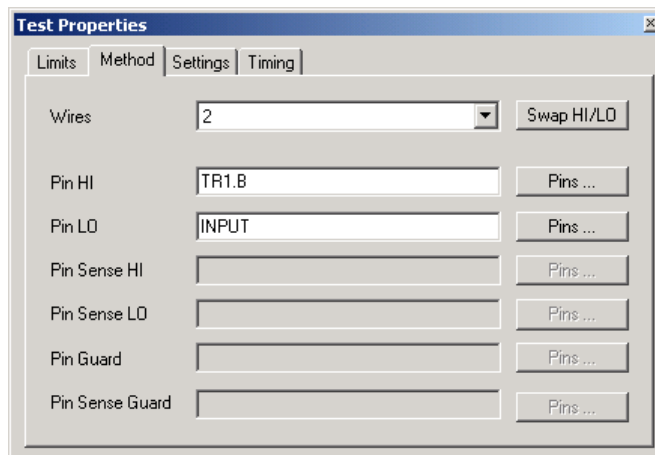 Test Properties
Limits Method Settings Timing
Wires 2 Swap HI/LO
Pin HI TR1.B Pins ...
Pin LO INPUT Pins ...
Pin Sense HI Pins ...
Pin Sense LO Pins ...
Pin Guard Pins ...
Pin Sense Guard Pins ...